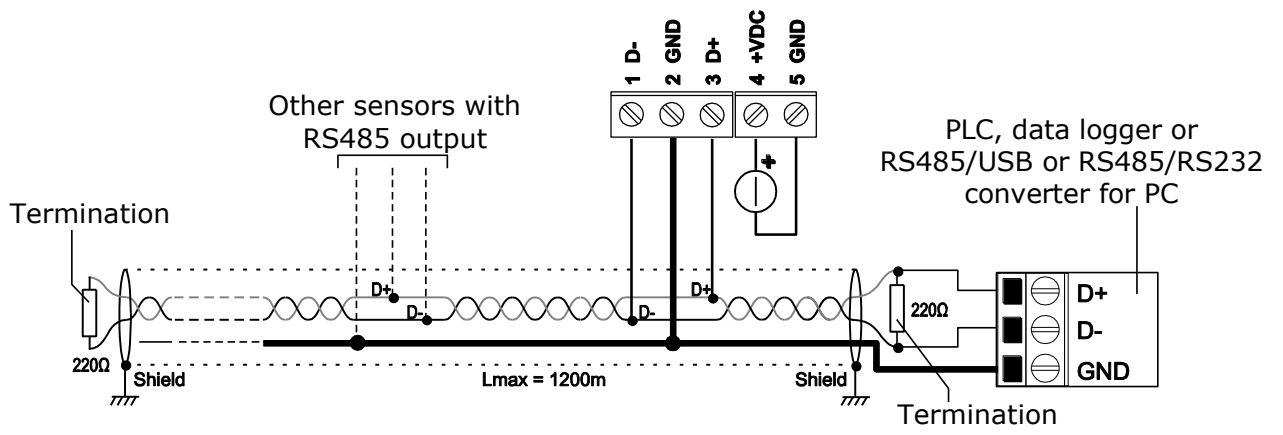 1 D-
2 GND
3 D+
4 +VDC
5 GND
Other sensors with
RS485 output
PLC, data logger or
RS485/USB or RS485/RS232
converter for PC
Termination
+
D+
D-
D+
D-
220Ω
220Ω
D+
D-
GND
Shield
Lmax = 1200m
Shield
Termination